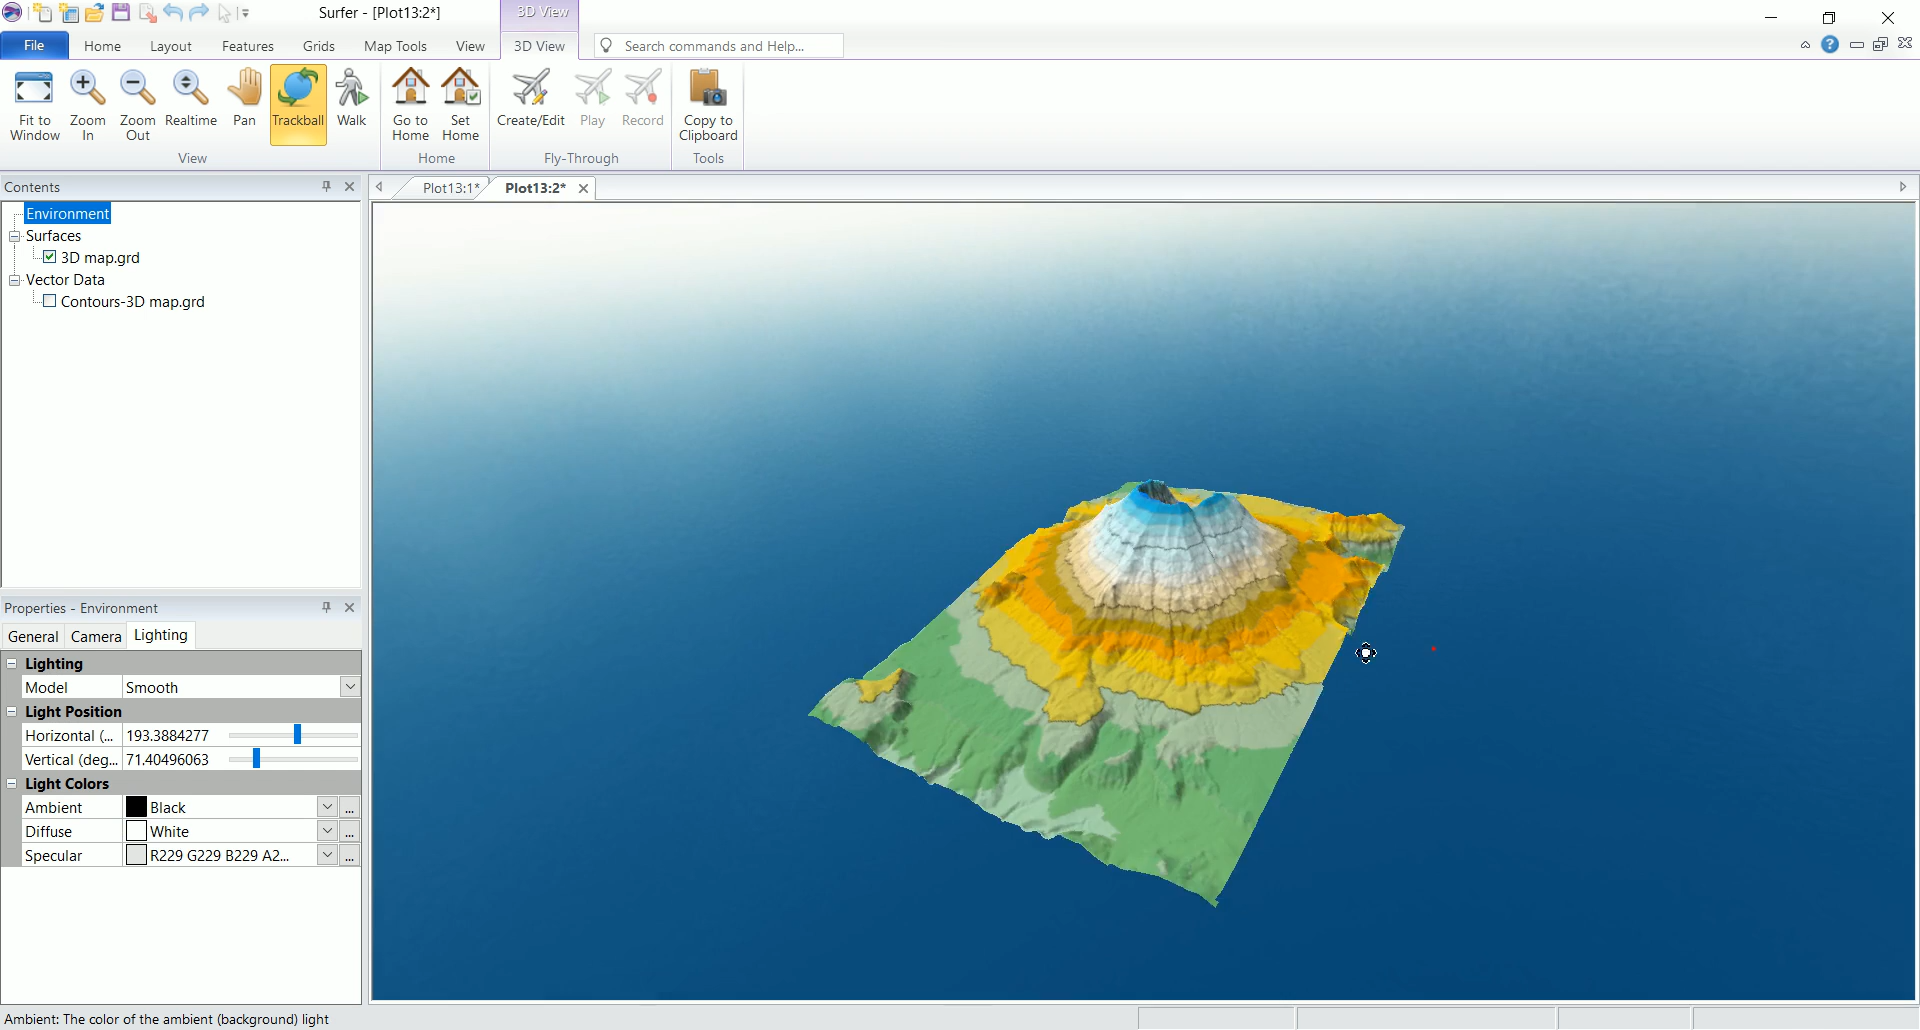 Surfer - [Plot13:2*]
3D View
File Home Layout Features Grids Map Tools View 3D View Search commands and Help...
Fit to Window
Zoom In
Zoom Out
Realtime
Pan
Trackball
Walk
Go to Home
Set Home
Create/Edit
Play
Record
Copy to Clipboard
View
Home
Fly-Through
Tools
Contents
Plot13:1*
Plot13:2*
Environment
Surfaces
3D map.grd
Vector Data
Contours-3D map.grd
Properties - Environment
General Camera Lighting
Lighting
Model Smooth
Light Position
Horizontal (... 193.3884277
Vertical (deg... 71.40496063
Light Colors
Ambient Black ...
Diffuse White ...
Specular R229 G229 B229 A2... ...
Ambient: The color of the ambient (background) light